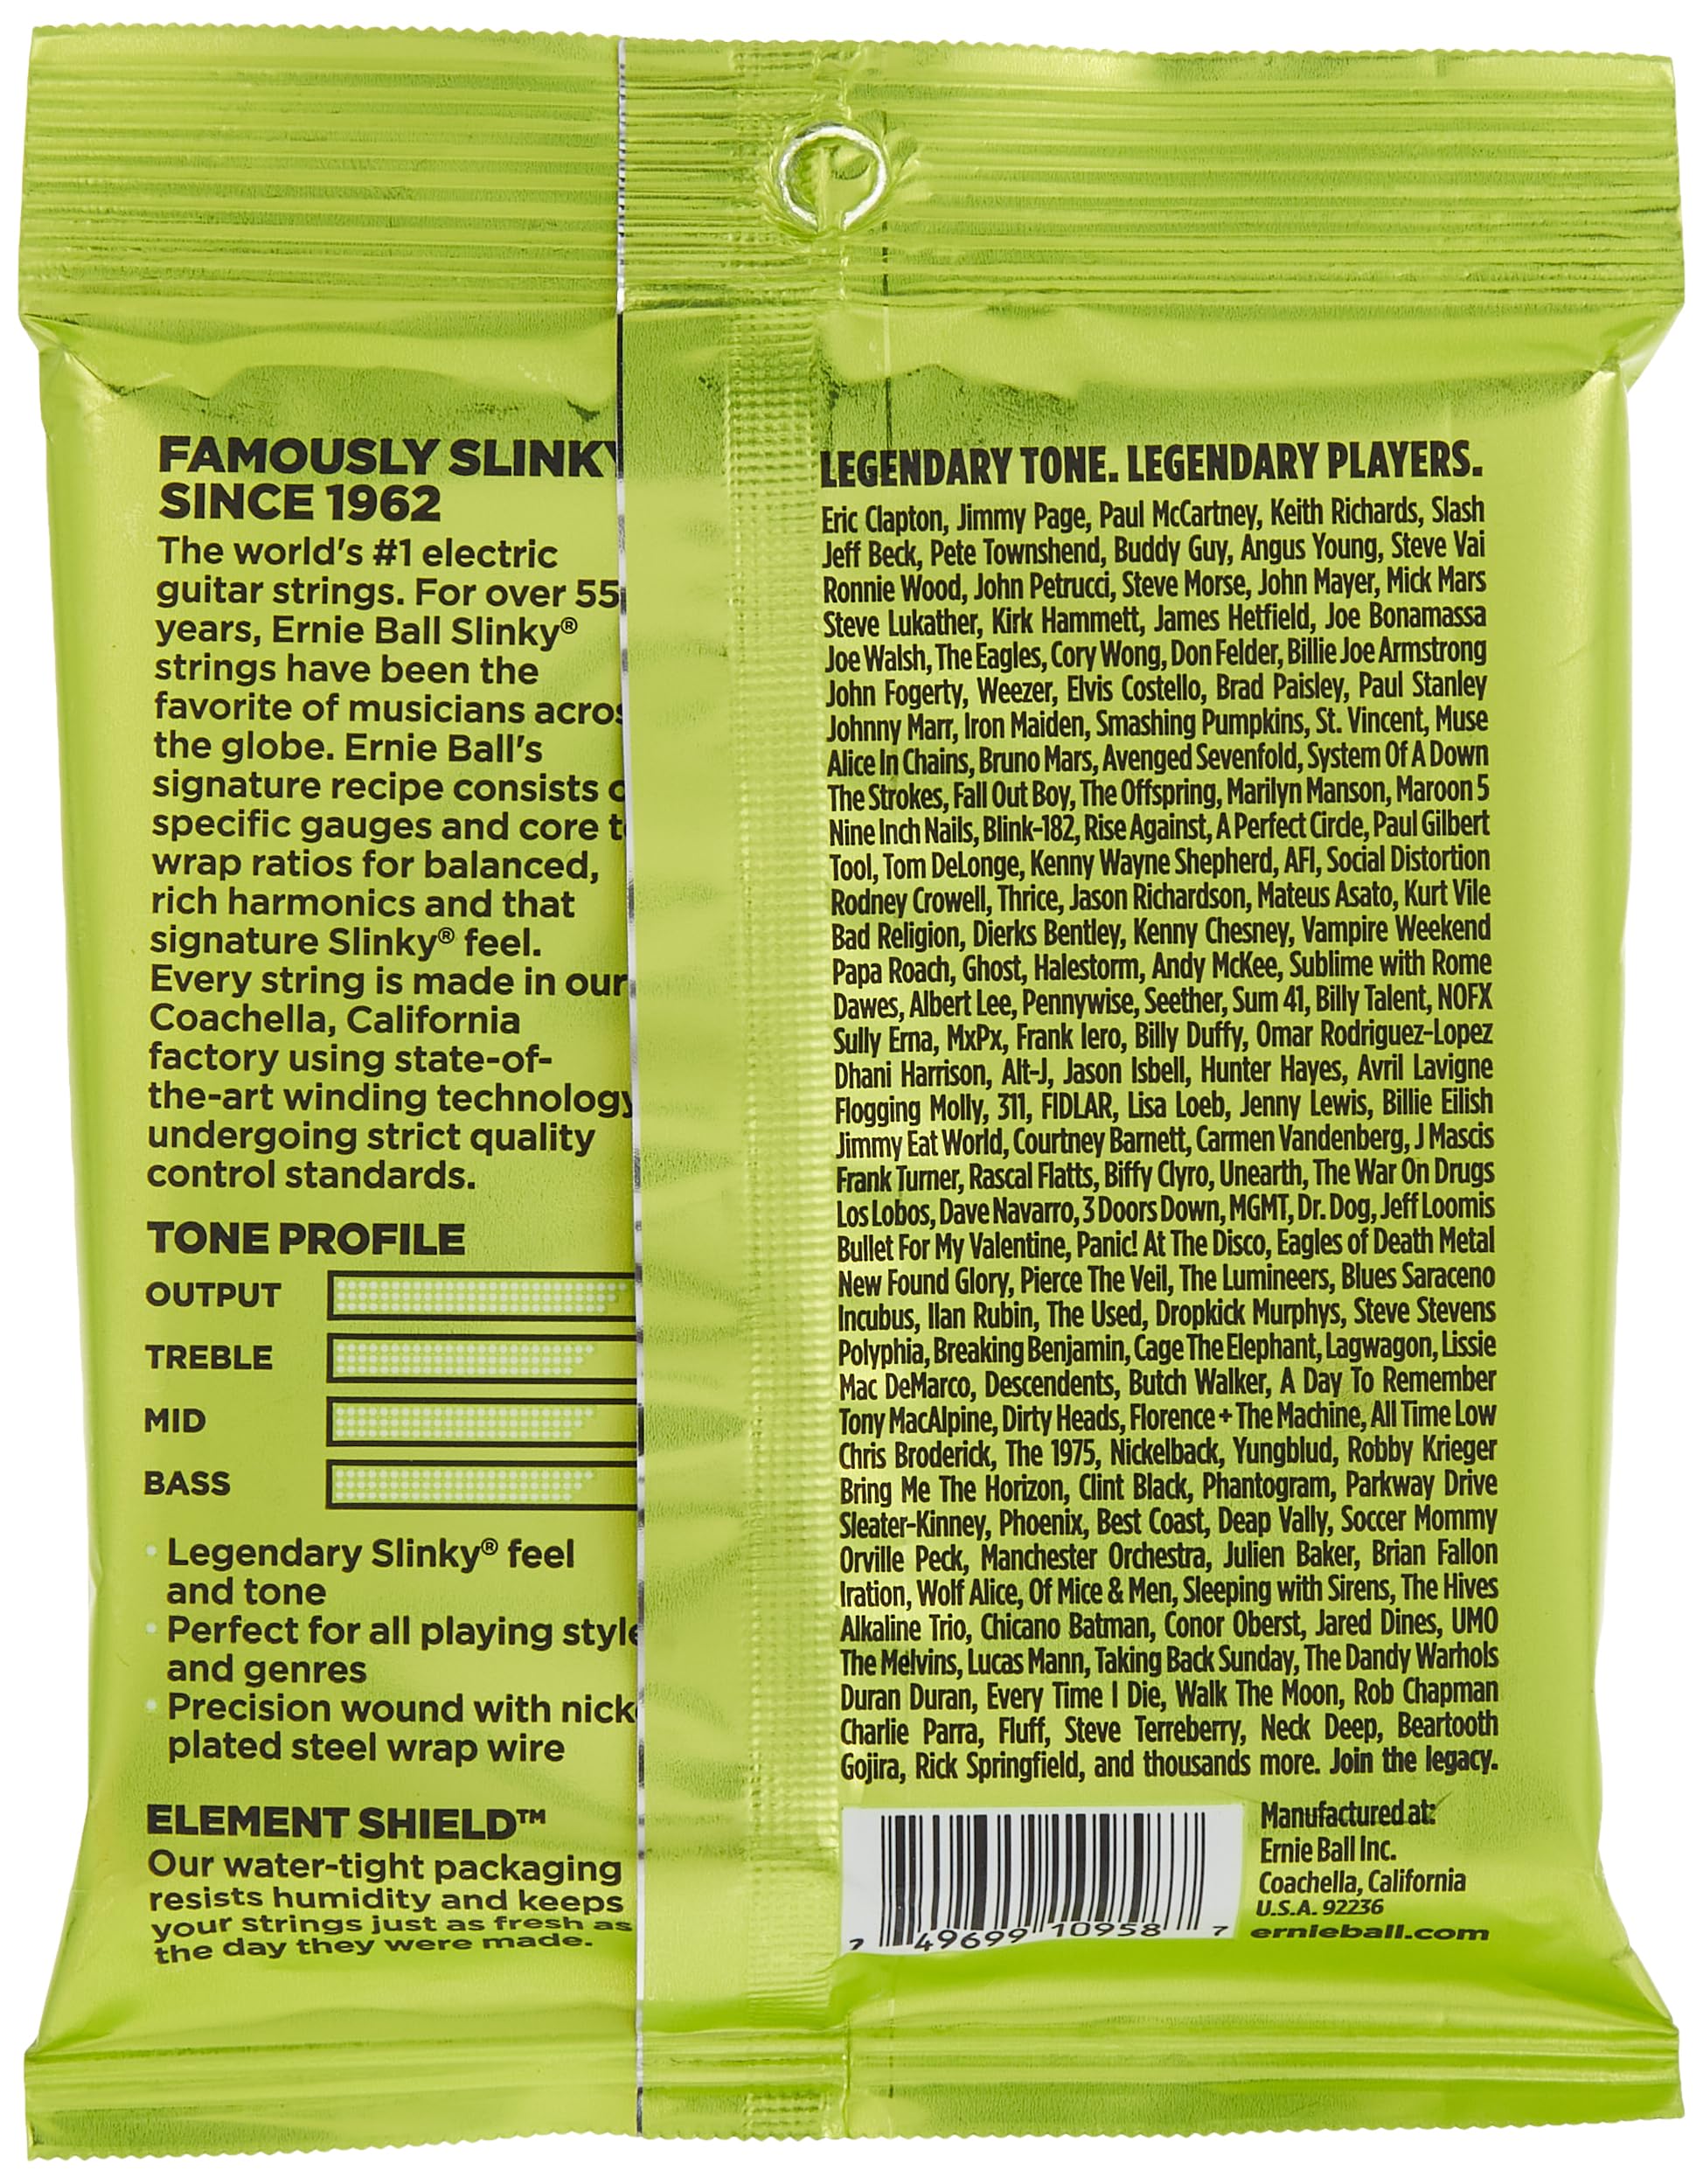 FAMOUSLY SLINKY
SINCE 1962
The world's #1 electric
guitar strings. For over 55
years, Ernie Ball Slinky®
strings have been the
favorite of musicians acros
the globe. Ernie Ball's
signature recipe consists o
specific gauges and core t
wrap ratios for balanced,
rich harmonics and that
signature Slinky® feel.
Every string is made in our
Coachella, California
factory using state-of-
the-art winding technology
undergoing strict quality
control standards.
TONE PROFILE
OUTPUT
TREBLE
MID
BASS
• Legendary Slinky® feel
and tone
• Perfect for all playing style
and genres
• Precision wound with nick
plated steel wrap wire
ELEMENT SHIELD™
Our water-tight packaging
resists humidity and keeps
your strings just as fresh as
the day they were made.
LEGENDARY TONE. LEGENDARY PLAYERS.
Eric Clapton, Jimmy Page, Paul McCartney, Keith Richards, Slash
Jeff Beck, Pete Townshend, Buddy Guy, Angus Young, Steve Vai
Ronnie Wood, John Petrucci, Steve Morse, John Mayer, Mick Mars
Steve Lukather, Kirk Hammett, James Hetfield, Joe Bonamassa
Joe Walsh, The Eagles, Cory Wong, Don Felder, Billie Joe Armstrong
John Fogerty, Weezer, Elvis Costello, Brad Paisley, Paul Stanley
Johnny Marr, Iron Maiden, Smashing Pumpkins, St. Vincent, Muse
Alice In Chains, Bruno Mars, Avenged Sevenfold, System Of A Down
The Strokes, Fall Out Boy, The Offspring, Marilyn Manson, Maroon 5
Nine Inch Nails, Blink-182, Rise Against, A Perfect Circle, Paul Gilbert
Tool, Tom DeLonge, Kenny Wayne Shepherd, AFI, Social Distortion
Rodney Crowell, Thrice, Jason Richardson, Mateus Asato, Kurt Vile
Bad Religion, Dierks Bentley, Kenny Chesney, Vampire Weekend
Papa Roach, Ghost, Halestorm, Andy McKee, Sublime with Rome
Dawes, Albert Lee, Pennywise, Seether, Sum 41, Billy Talent, NOFX
Sully Erna, MxPx, Frank Iero, Billy Duffy, Omar Rodriguez-Lopez
Dhani Harrison, Alt-J, Jason Isbell, Hunter Hayes, Avril Lavigne
Flogging Molly, 311, FIDLAR, Lisa Loeb, Jenny Lewis, Billie Eilish
Jimmy Eat World, Courtney Barnett, Carmen Vandenberg, J Mascis
Frank Turner, Rascal Flatts, Biffy Clyro, Unearth, The War On Drugs
Los Lobos, Dave Navarro, 3 Doors Down, MGMT, Dr. Dog, Jeff Loomis
Bullet For My Valentine, Panic! At The Disco, Eagles of Death Metal
New Found Glory, Pierce The Veil, The Lumineers, Blues Saraceno
Incubus, Ilan Rubin, The Used, Dropkick Murphys, Steve Stevens
Polyphia, Breaking Benjamin, Cage The Elephant, Lagwagon, Lissie
Mac DeMarco, Descendents, Butch Walker, A Day To Remember
Tony MacAlpine, Dirty Heads, Florence + The Machine, All Time Low
Chris Broderick, The 1975, Nickelback, Yungblud, Robby Krieger
Bring Me The Horizon, Clint Black, Phantogram, Parkway Drive
Sleater-Kinney, Phoenix, Best Coast, Deap Vally, Soccer Mommy
Orville Peck, Manchester Orchestra, Julien Baker, Brian Fallon
Iration, Wolf Alice, Of Mice & Men, Sleeping with Sirens, The Hives
Alkaline Trio, Chicano Batman, Conor Oberst, Jared Dines, UMO
The Melvins, Lucas Mann, Taking Back Sunday, The Dandy Warhols
Duran Duran, Every Time I Die, Walk The Moon, Rob Chapman
Charlie Parra, Fluff, Steve Terreberry, Neck Deep, Beartooth
Gojira, Rick Springfield, and thousands more. Join the legacy.
7 49699 10958 7
Manufactured at:
Ernie Ball Inc.
Coachella, California
U.S.A. 92236
ernieball.com